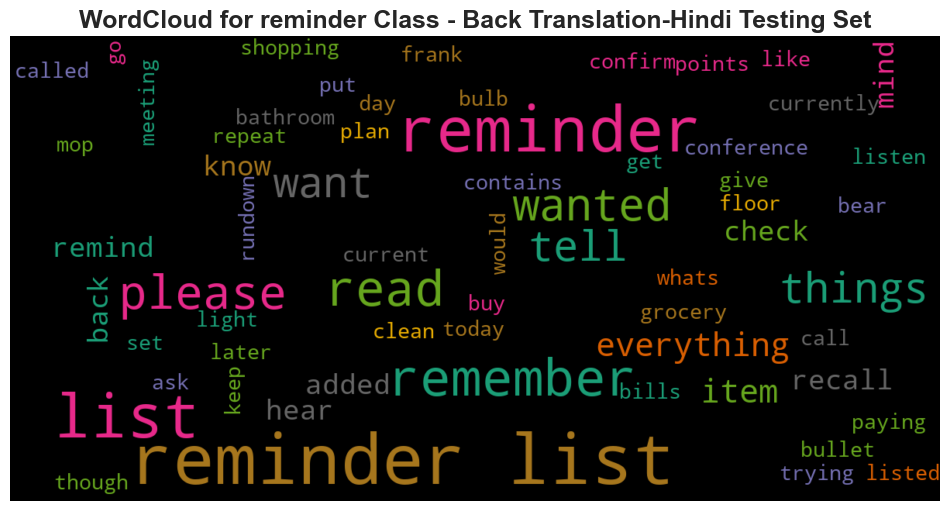 WordCloud for reminder Class - Back Translation-Hindi Testing Set
go
shopping
frank
confirm
points
like
mind
called
meeting
put
day
bulb
currently
bathroom
repeat
plan
reminder
mop
know
want
get
conference
listen
rundown
contains
wanted
give
floor
bear
check
remind
current
would
tell
back
please
read
buy
whats
things
light
clean
today
grocery
set
later
everything
call
ask
keep
added
remember
bills
item
recall
list
hear
paying
bullet
though
reminder list
trying
listed